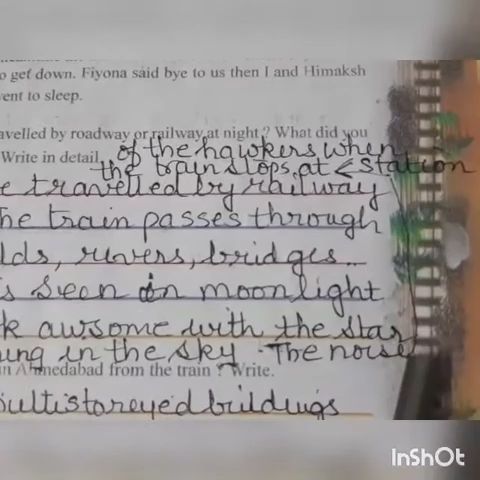 o get down. Fiyona said bye to us then I and Himaksh
ent to sleep.
avelled by roadway or railway at night? What did you
Write in detail
of the hawkers when
the train stops at station
e travelled by railway
he train passes through
lds, rivers, bridges...
s seen in moonlight
k awsome with the star
ing in the sky. The noise
in Ahmedabad from the train? Write.
ultistoreyed buildings
InShOt